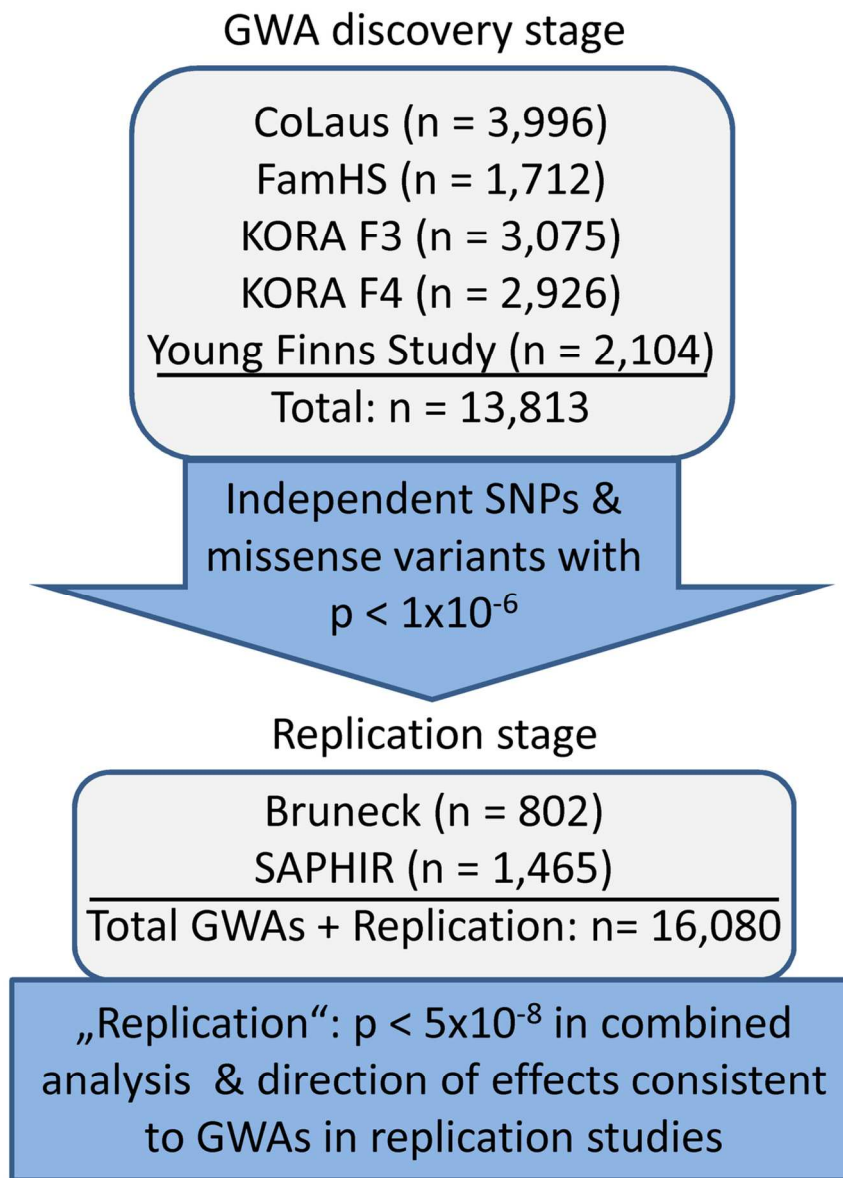 GWA discovery stage
CoLaus (n = 3,996)
FamHS (n = 1,712)
KORA F3 (n = 3,075)
KORA F4 (n = 2,926)
Young Finns Study (n = 2,104)
Total: n = 13,813
Independent SNPs &
missense variants with
p < 1x10⁻⁶
Replication stage
Bruneck (n = 802)
SAPHIR (n = 1,465)
Total GWAs + Replication: n= 16,080
„Replication“: p < 5x10⁻⁸ in combined
analysis & direction of effects consistent
to GWAs in replication studies